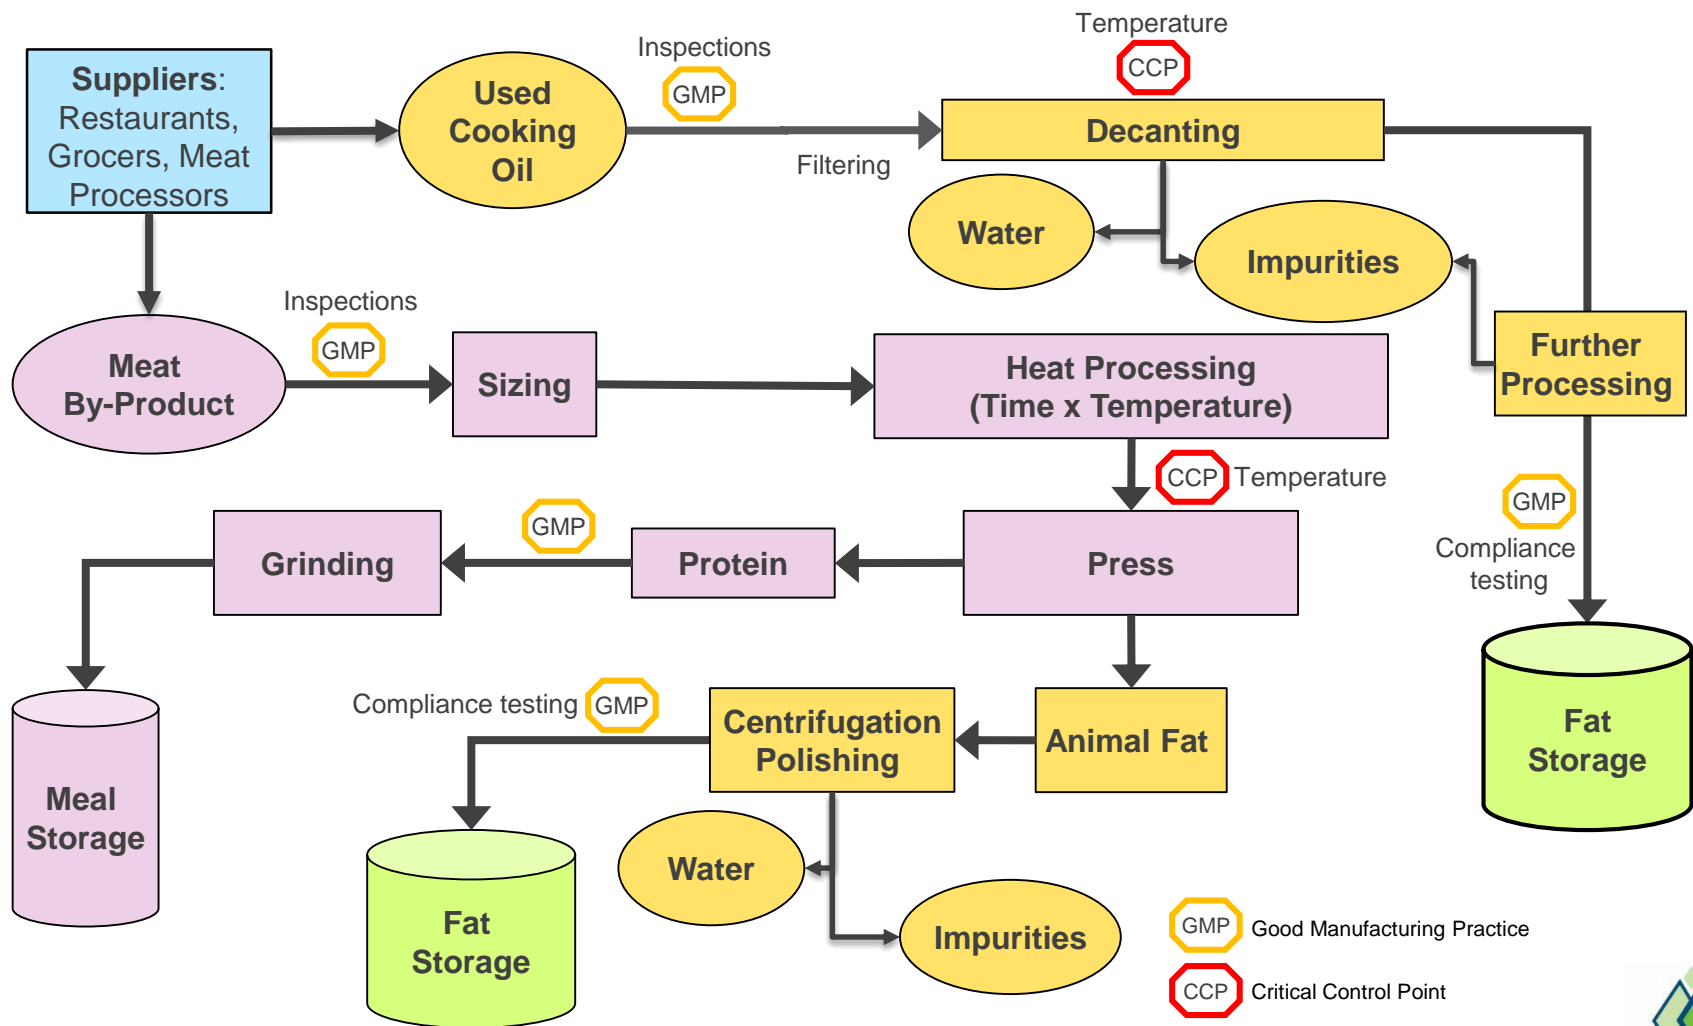 Suppliers:
Restaurants,
Grocers, Meat
Processors
Used
Cooking
Oil
Inspections
GMP
Filtering
Temperature
CCP
Decanting
Water
Impurities
Further
Processing
GMP
Compliance
testing
Fat
Storage
Meat
By-Product
Inspections
GMP
Sizing
Heat Processing
(Time x Temperature)
CCP Temperature
Press
Protein
GMP
Grinding
Meal
Storage
Animal Fat
Centrifugation
Polishing
Compliance testing GMP
Fat
Storage
Water
Impurities
GMP Good Manufacturing Practice
CCP Critical Control Point